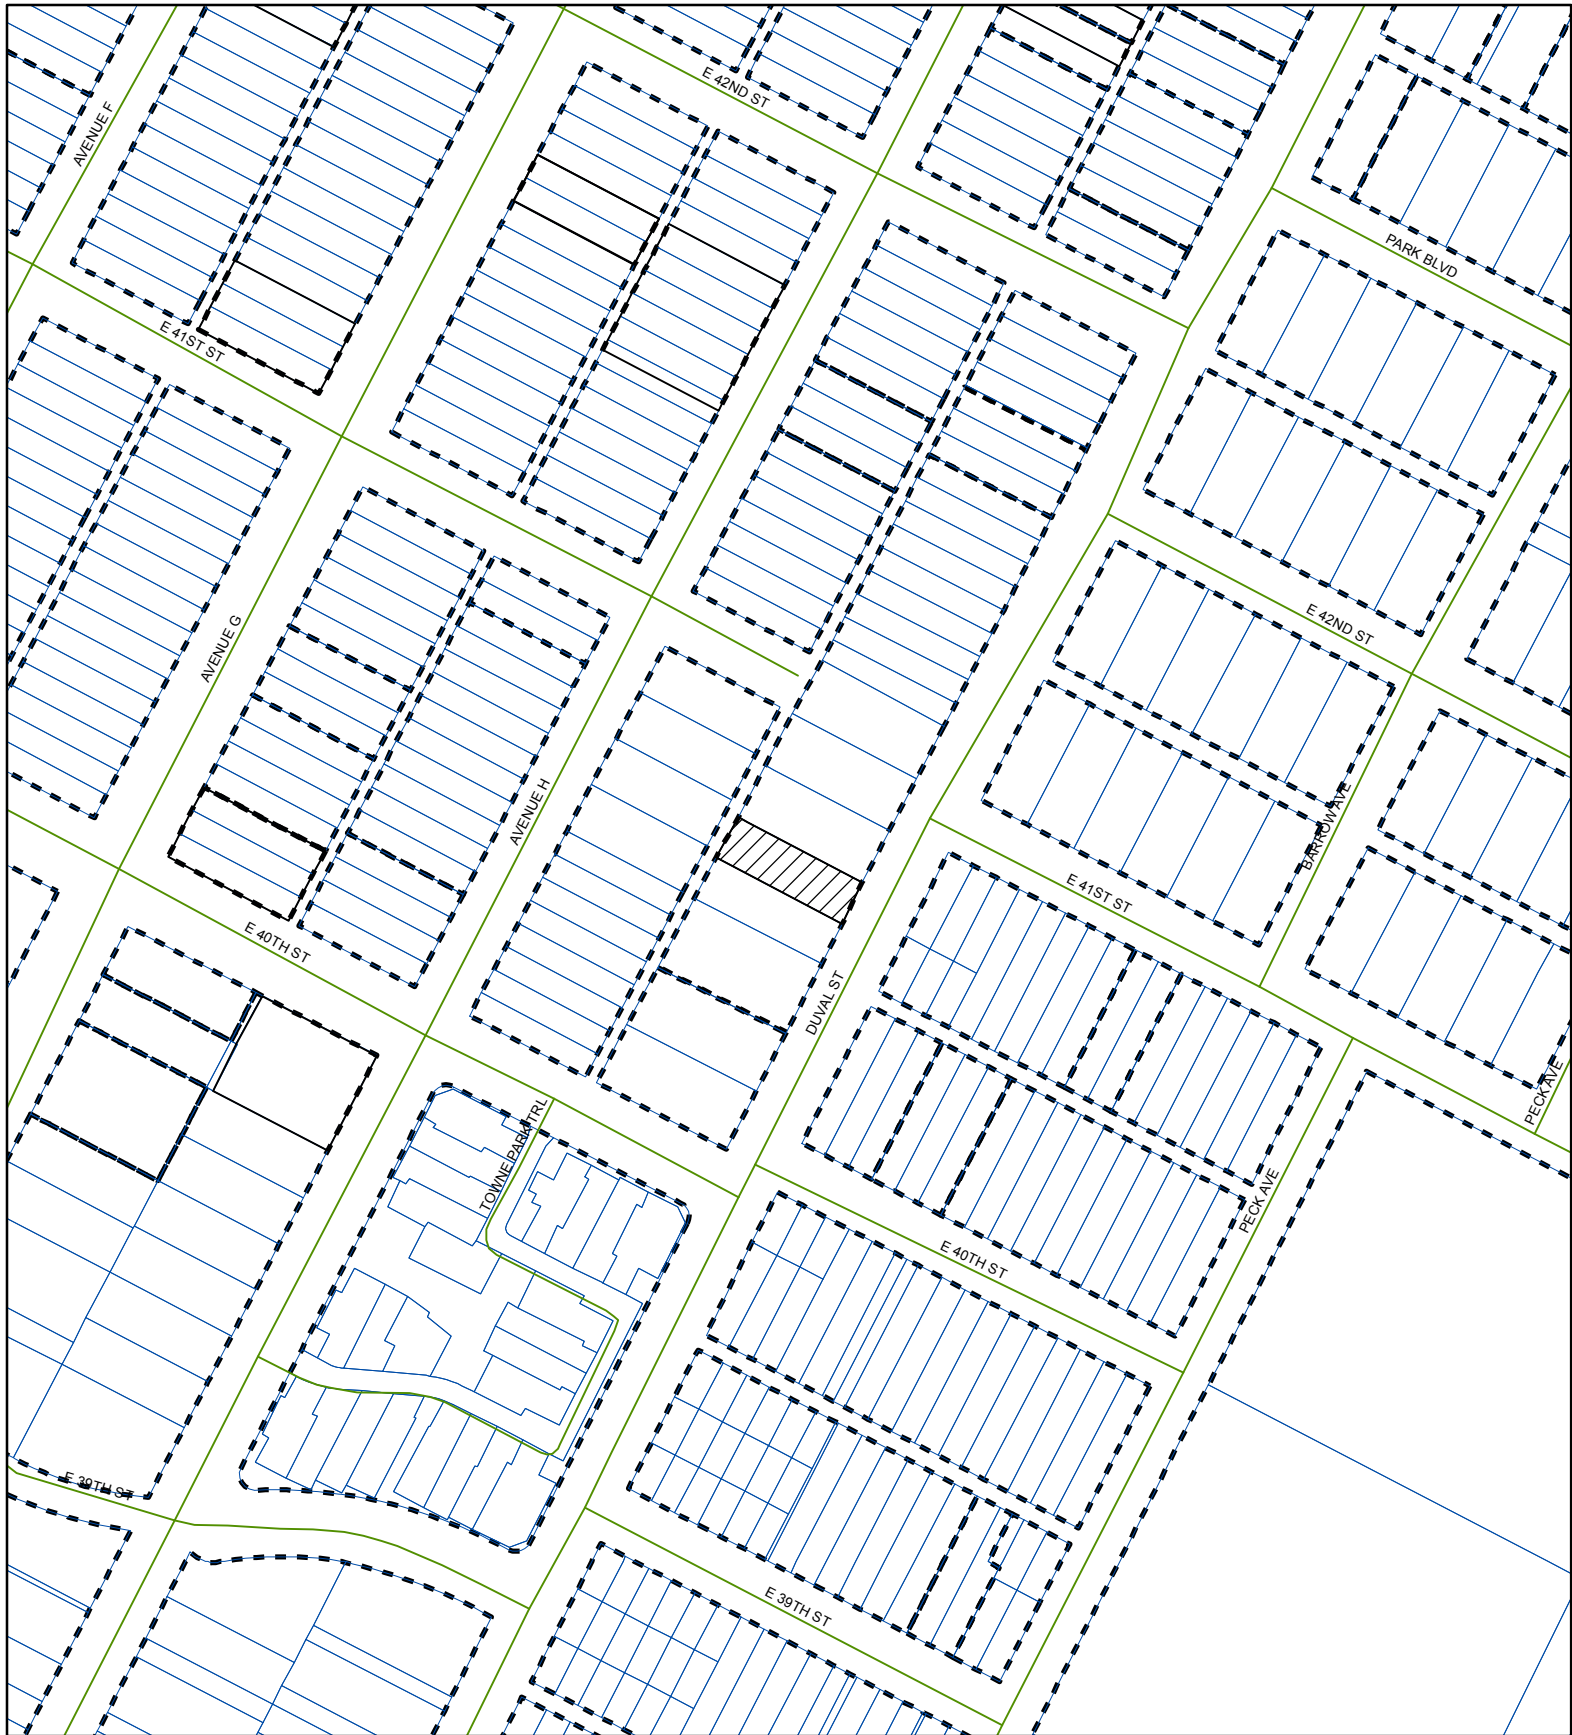 E 42ND ST
AVENUE F
PARK BLVD
E 41ST ST
E 42ND ST
AVENUE G
AVENUE H
BARROW AVE
E 41ST ST
E 40TH ST
DUVAL ST
PECK AVE
TOWNE PARK TRL
PECK AVE
E 40TH ST
E 39TH ST
E 39TH ST